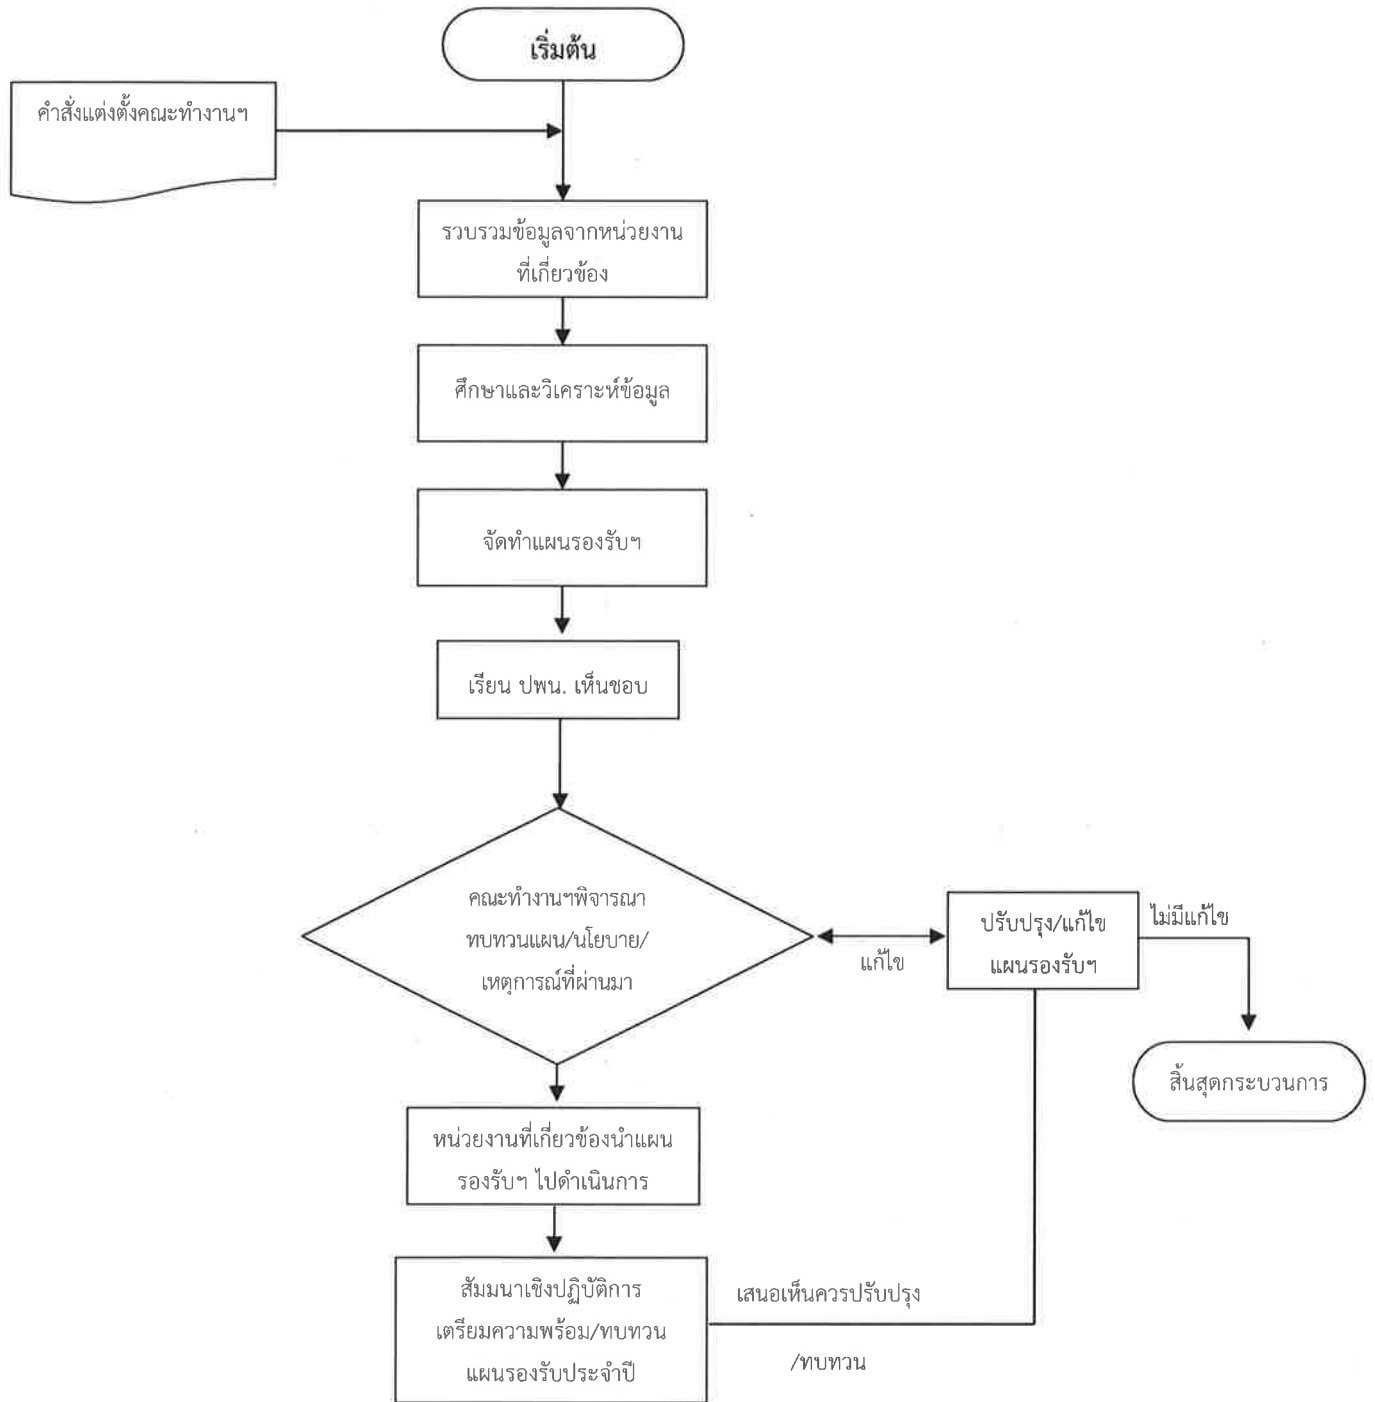 เริ่มต้น
คำสั่งแต่งตั้งคณะทำงานฯ
รวบรวมข้อมูลจากหน่วยงาน
ที่เกี่ยวข้อง
ศึกษาและวิเคราะห์ข้อมูล
จัดทำแผนรองรับฯ
เรียน ปพน. เห็นชอบ
คณะทำงานฯพิจารณา
ทบทวนแผน/นโยบาย/
เหตุการณ์ที่ผ่านมา
แก้ไข
ปรับปรุง/แก้ไข
แผนรองรับฯ
ไม่มีแก้ไข
สิ้นสุดกระบวนการ
หน่วยงานที่เกี่ยวข้องนำแผน
รองรับฯ ไปดำเนินการ
สัมมนาเชิงปฏิบัติการ
เตรียมความพร้อม/ทบทวน
แผนรองรับประจำปี
เสนอเห็นควรปรับปรุง
/ทบทวน